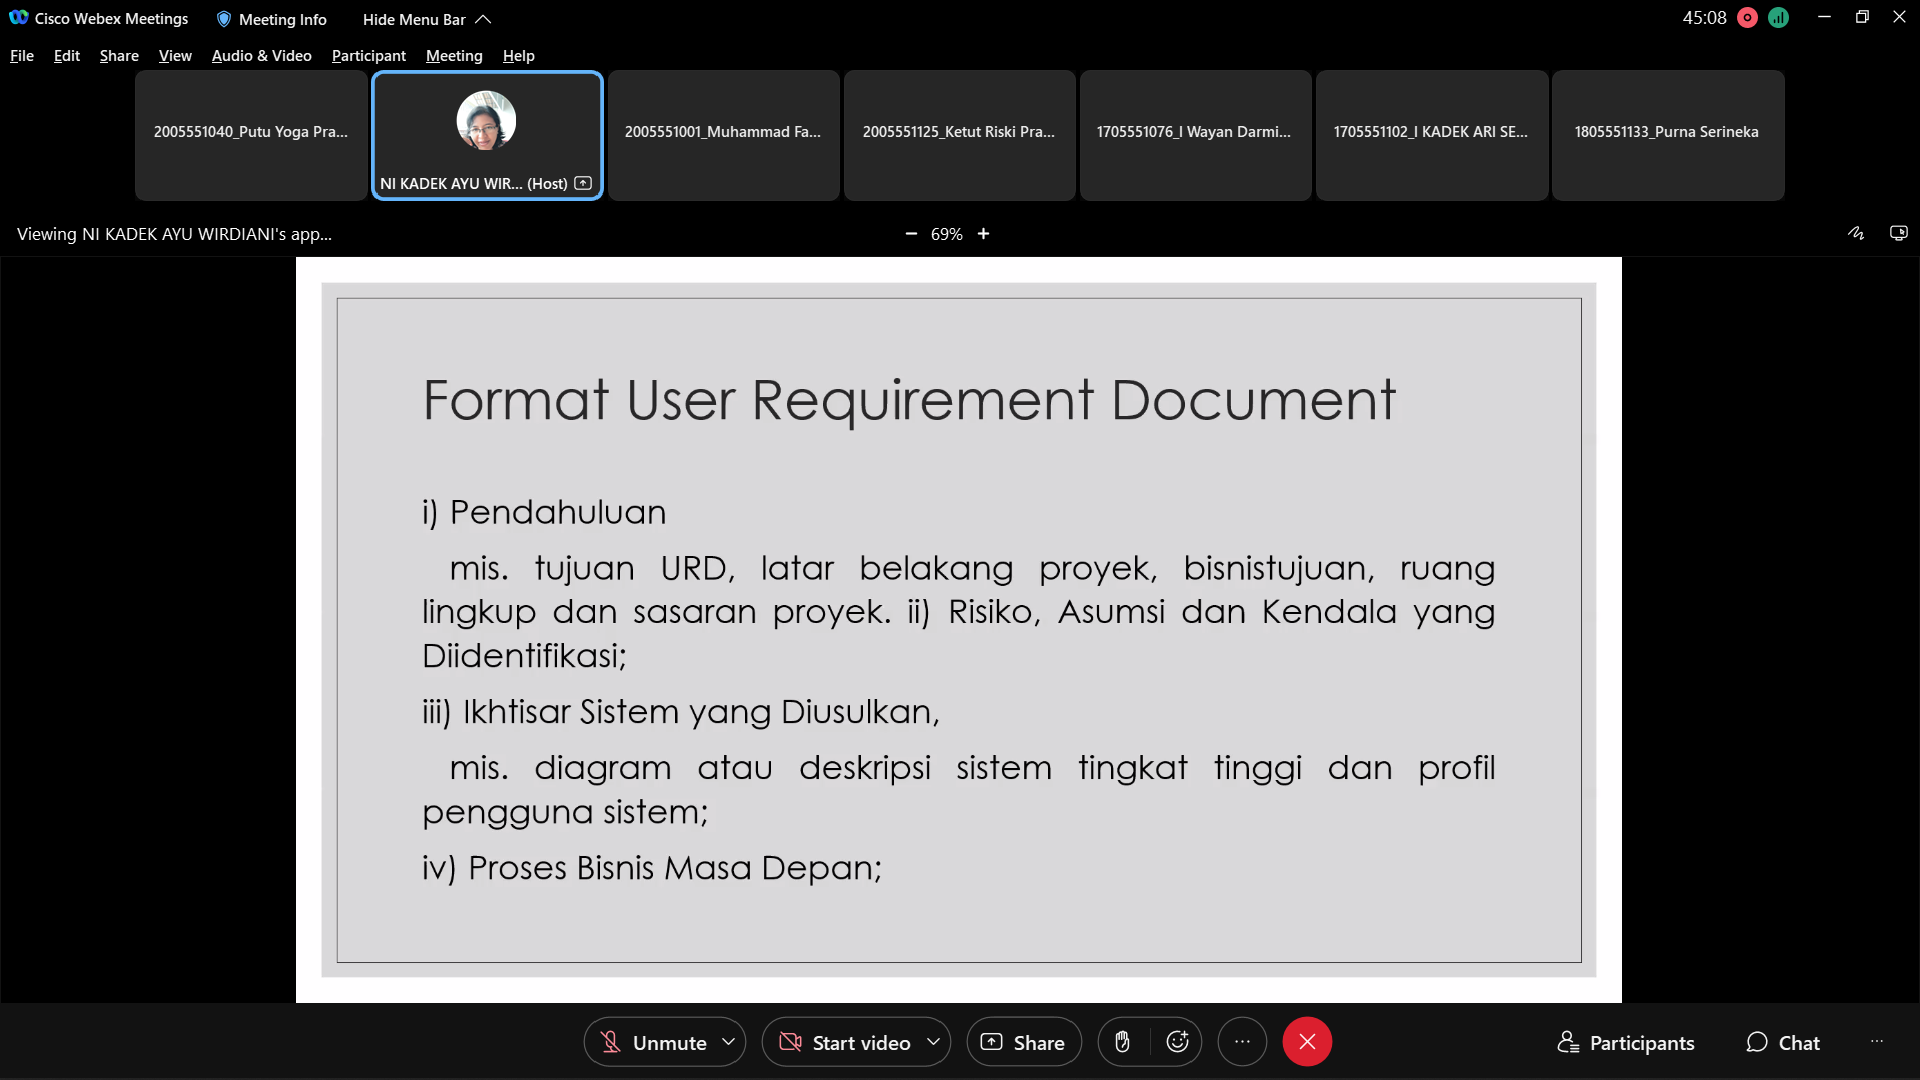 Cisco Webex Meetings
Meeting Info
Hide Menu Bar
45:08
File Edit Share View Audio & Video Participant Meeting Help
2005551040_Putu Yoga Pra...
NI KADEK AYU WIR... (Host)
2005551001_Muhammad Fa...
2005551125_Ketut Riski Pra...
1705551076_I Wayan Darmi...
1705551102_I KADEK ARI SE...
1805551133_Purna Serineka
Viewing NI KADEK AYU WIRDIANI's app...
− 69% +
Format User Requirement Document
i) Pendahuluan
mis. tujuan URD, latar belakang proyek, bisnistujuan, ruang
lingkup dan sasaran proyek. ii) Risiko, Asumsi dan Kendala yang
Diidentifikasi;
iii) Ikhtisar Sistem yang Diusulkan,
mis. diagram atau deskripsi sistem tingkat tinggi dan profil
pengguna sistem;
iv) Proses Bisnis Masa Depan;
Unmute
Start video
Share
Participants
Chat